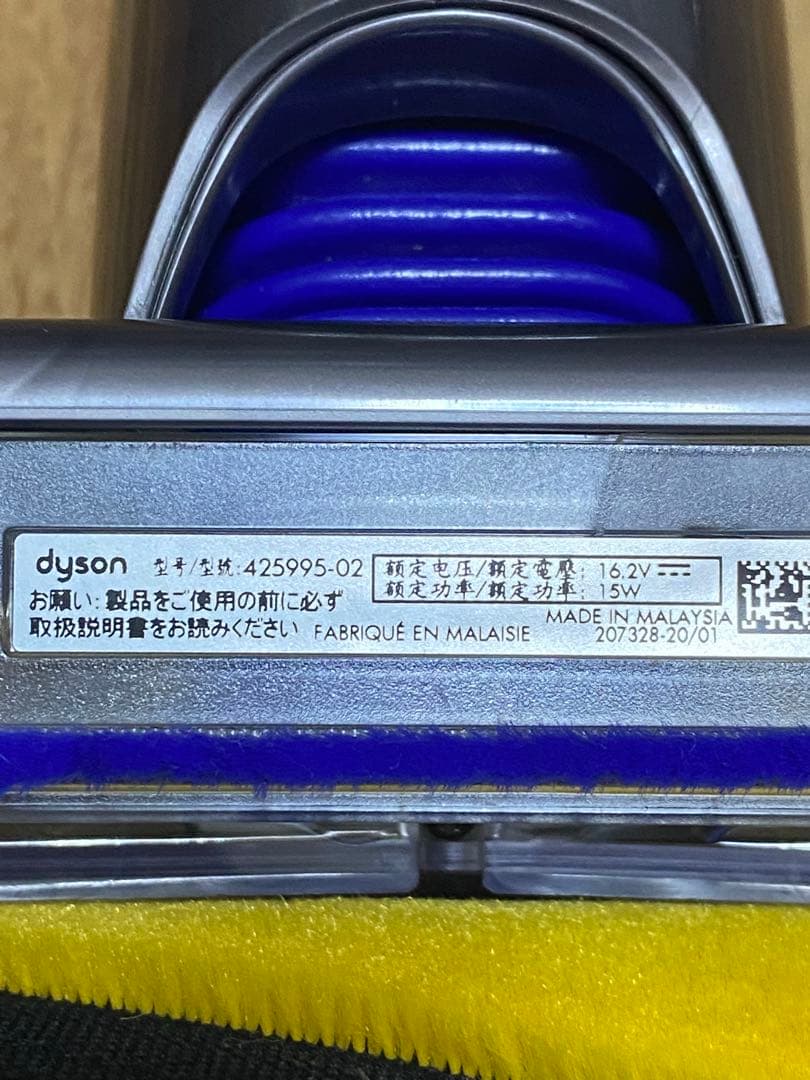 dyson 型号/型號:425995-02
额定电压/額定電壓: 16.2V
额定功率/額定功率: 15W
お願い:製品をご使用の前に必ず
取扱説明書をお読みください FABRIQUÉ EN MALAISIE
MADE IN MALAYSIA
207328-20/01